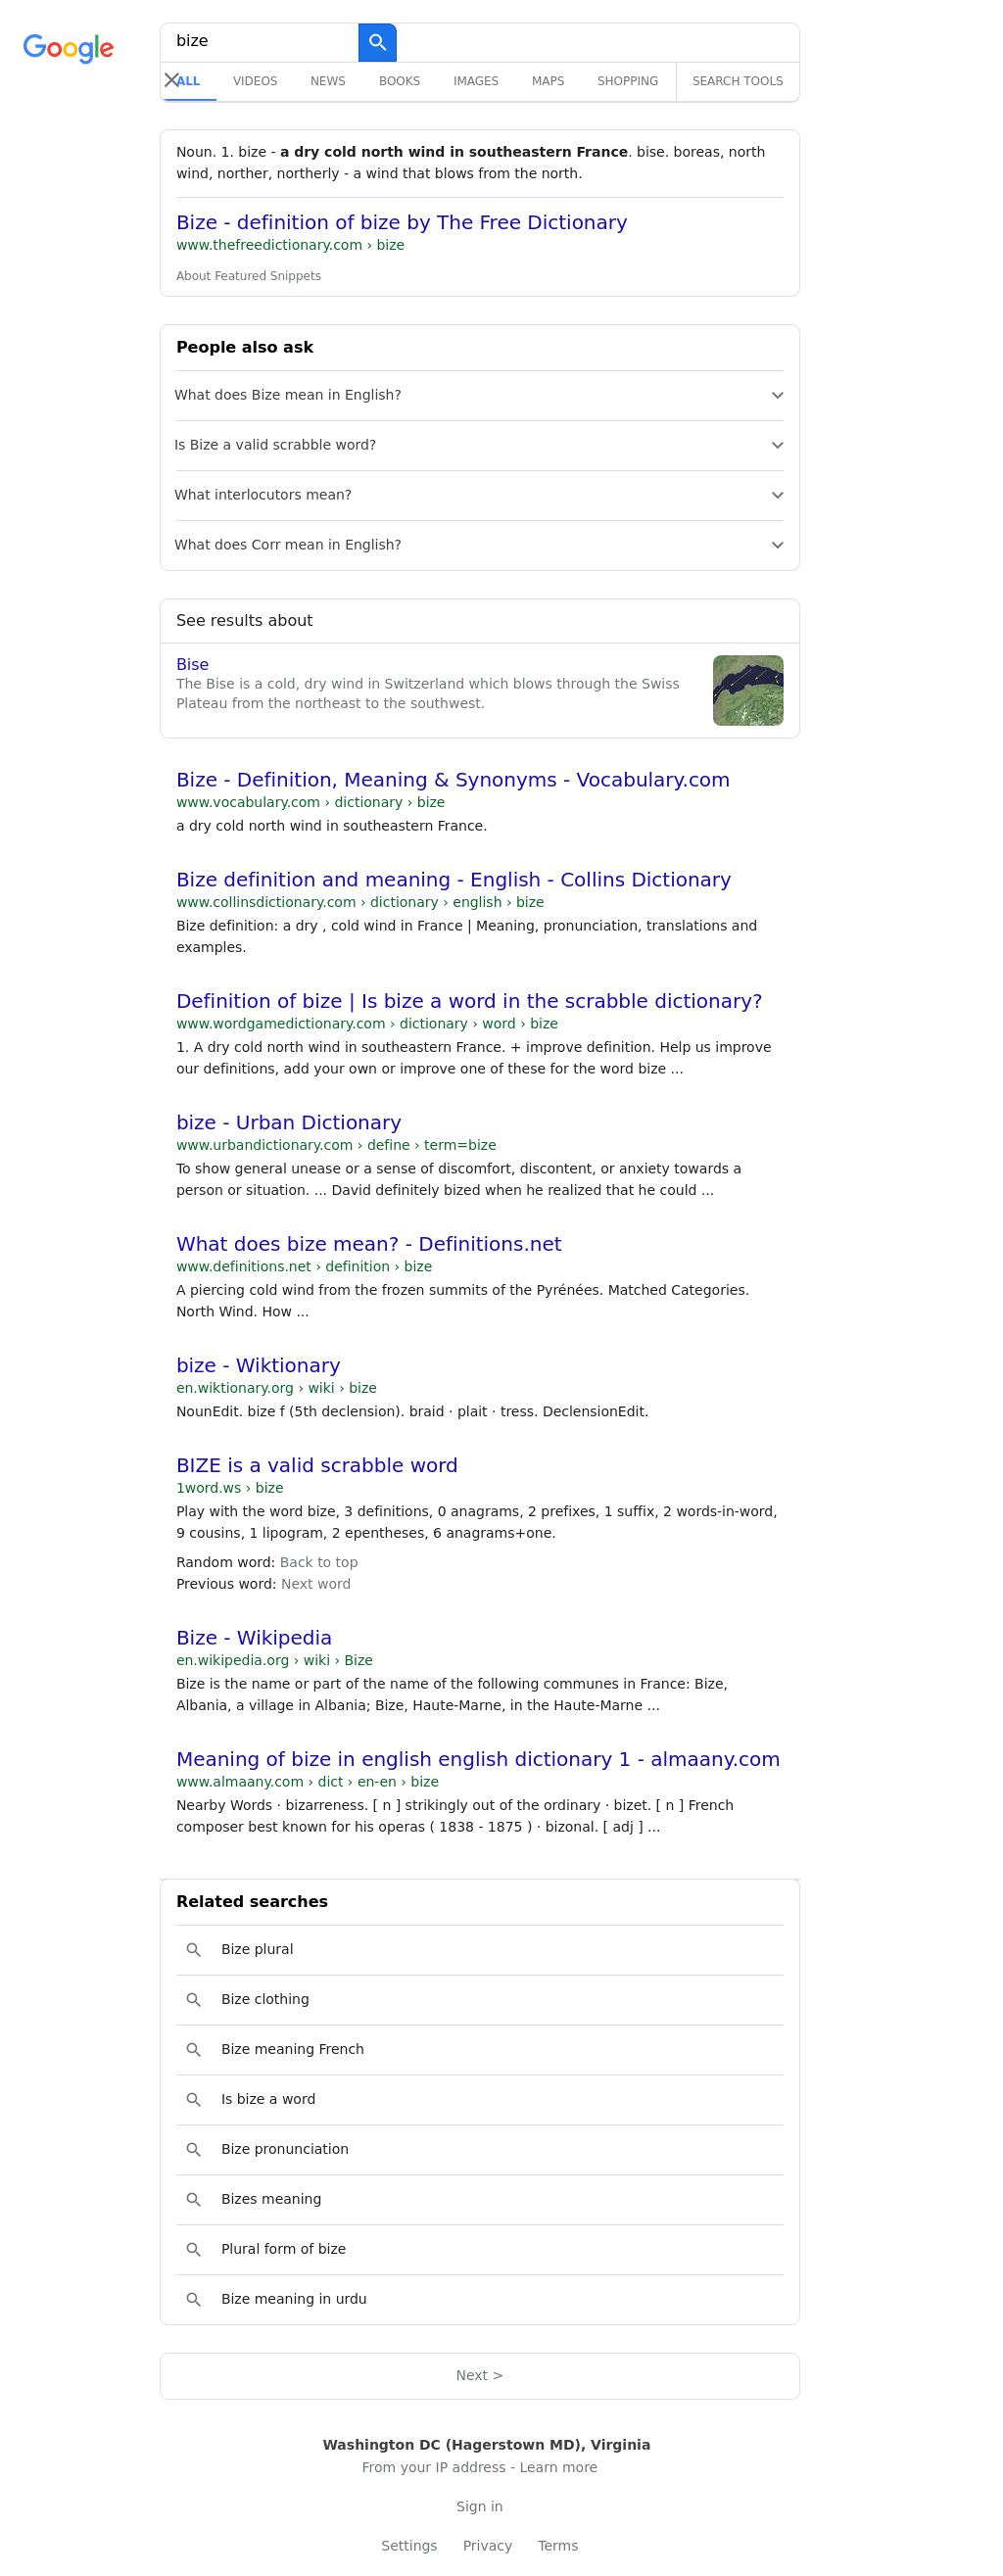 Google
bize
ALL VIDEOS NEWS BOOKS IMAGES MAPS SHOPPING SEARCH TOOLS
Noun. 1. bize - a dry cold north wind in southeastern France. bise. boreas, north
wind, norther, northerly - a wind that blows from the north.
Bize - definition of bize by The Free Dictionary
www.thefreedictionary.com › bize
About Featured Snippets
People also ask
What does Bize mean in English?
Is Bize a valid scrabble word?
What interlocutors mean?
What does Corr mean in English?
See results about
Bise
The Bise is a cold, dry wind in Switzerland which blows through the Swiss
Plateau from the northeast to the southwest.
Bize - Definition, Meaning & Synonyms - Vocabulary.com
www.vocabulary.com › dictionary › bize
a dry cold north wind in southeastern France.
Bize definition and meaning - English - Collins Dictionary
www.collinsdictionary.com › dictionary › english › bize
Bize definition: a dry , cold wind in France | Meaning, pronunciation, translations and
examples.
Definition of bize | Is bize a word in the scrabble dictionary?
www.wordgamedictionary.com › dictionary › word › bize
1. A dry cold north wind in southeastern France. + improve definition. Help us improve
our definitions, add your own or improve one of these for the word bize ...
bize - Urban Dictionary
www.urbandictionary.com › define › term=bize
To show general unease or a sense of discomfort, discontent, or anxiety towards a
person or situation. ... David definitely bized when he realized that he could ...
What does bize mean? - Definitions.net
www.definitions.net › definition › bize
A piercing cold wind from the frozen summits of the Pyrénées. Matched Categories.
North Wind. How ...
bize - Wiktionary
en.wiktionary.org › wiki › bize
NounEdit. bize f (5th declension). braid · plait · tress. DeclensionEdit.
BIZE is a valid scrabble word
1word.ws › bize
Play with the word bize, 3 definitions, 0 anagrams, 2 prefixes, 1 suffix, 2 words-in-word,
9 cousins, 1 lipogram, 2 epentheses, 6 anagrams+one.
Random word: Back to top
Previous word: Next word
Bize - Wikipedia
en.wikipedia.org › wiki › Bize
Bize is the name or part of the name of the following communes in France: Bize,
Albania, a village in Albania; Bize, Haute-Marne, in the Haute-Marne ...
Meaning of bize in english english dictionary 1 - almaany.com
www.almaany.com › dict › en-en › bize
Nearby Words · bizarreness. [ n ] strikingly out of the ordinary · bizet. [ n ] French
composer best known for his operas ( 1838 - 1875 ) · bizonal. [ adj ] ...
Related searches
Bize plural
Bize clothing
Bize meaning French
Is bize a word
Bize pronunciation
Bizes meaning
Plural form of bize
Bize meaning in urdu
Next >
Washington DC (Hagerstown MD), Virginia
From your IP address - Learn more
Sign in
Settings Privacy Terms